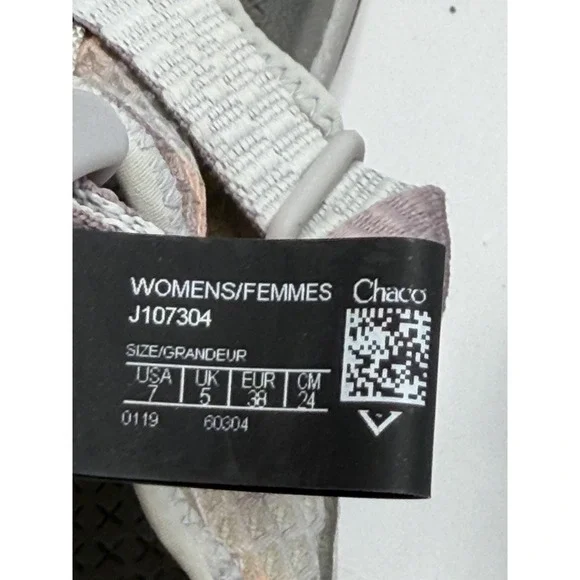 WOMENS/FEMMES Chaco
J107304
SIZE/GRANDEUR
USA UK EUR CM
7 5 38 24
0119 60304